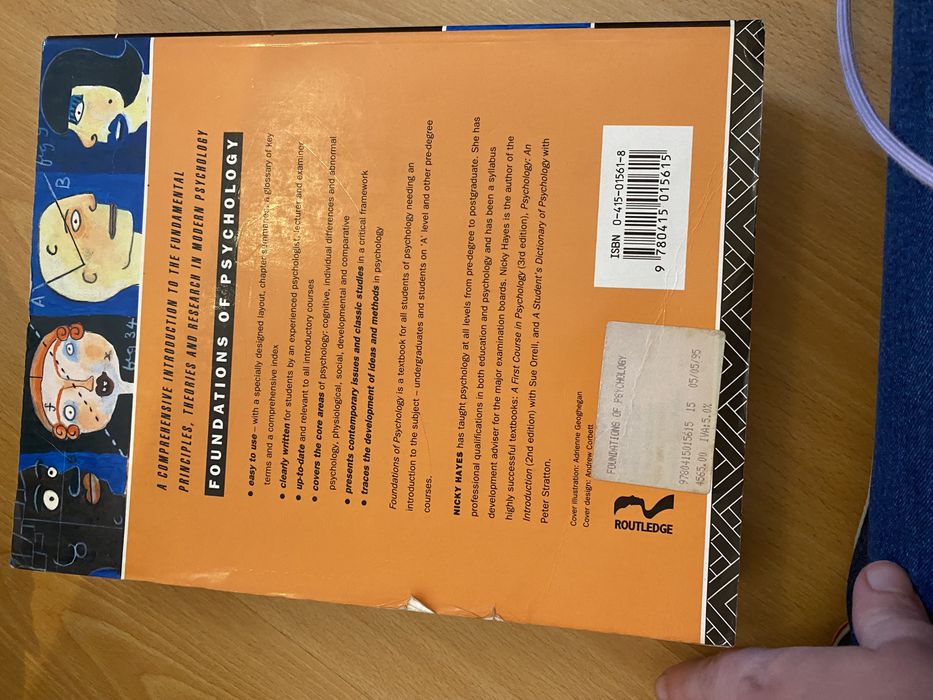 A COMPREHENSIVE INTRODUCTION TO THE FUNDAMENTAL
PRINCIPLES, THEORIES AND RESEARCH IN MODERN PSYCHOLOGY
FOUNDATIONS OF PSYCHOLOGY
• easy to use – with a specially designed layout, chapter summaries, a glossary of key
terms and a comprehensive index
• clearly written for students by an experienced psychologist, lecturer and examiner
• up-to-date and relevant to all introductory courses
• covers the core areas of psychology: cognitive, individual differences and abnormal
psychology, physiological, social, developmental and comparative
• presents contemporary issues and classic studies in a critical framework
• traces the development of ideas and methods in psychology
Foundations of Psychology is a textbook for all students of psychology needing an
introduction to the subject – undergraduates and students on 'A' level and other pre-degree
courses.
NICKY HAYES has taught psychology at all levels from pre-degree to postgraduate. She has
professional qualifications in both education and psychology and has been a syllabus
development adviser for the major examination boards. Nicky Hayes is the author of the
highly successful textbooks: A First Course in Psychology (3rd edition), Psychology: An
Introduction (2nd edition) with Sue Orrell, and A Student's Dictionary of Psychology with
Peter Stratton.
Cover illustration: Adrienne Geoghegan
Cover design: Andrew Corbett
ROUTLEDGE
FOUNDATIONS OF PSYCHOLOGY
9780415015615 15 05/05/95
4565.00 IVA:5.0%
ISBN 0-415-01561-8
9 780415 015615
A
B
C